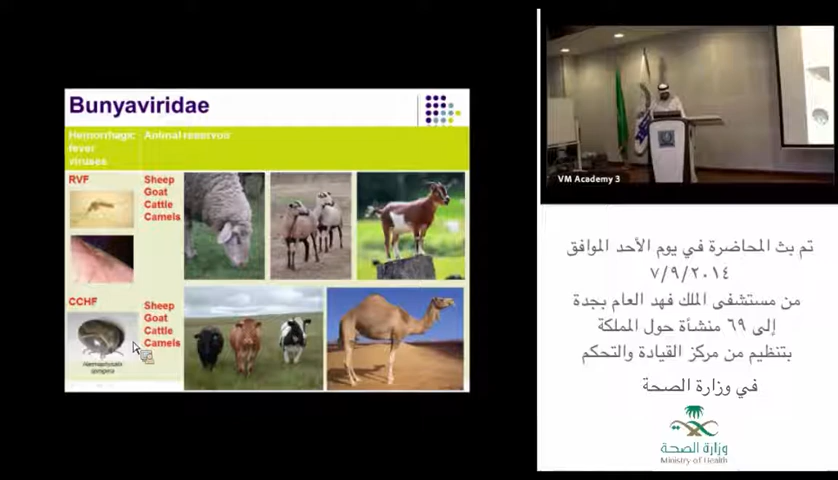 Bunyaviridae
Hemorrhagic fever viruses
Animal reservoir
RVF
Sheep
Goat
Cattle
Camels
CCHF
Sheep
Goat
Cattle
Camels
VM Academy 3
تم بث المحاضرة في يوم الأحد الموافق
٧/٩/٢٠١٤
من مستشفى الملك فهد العام بجدة
إلى ٦٩ منشأة حول المملكة
بتنظيم من مركز القيادة والتحكم
في وزارة الصحة
وزارة الصحة
Ministry of Health